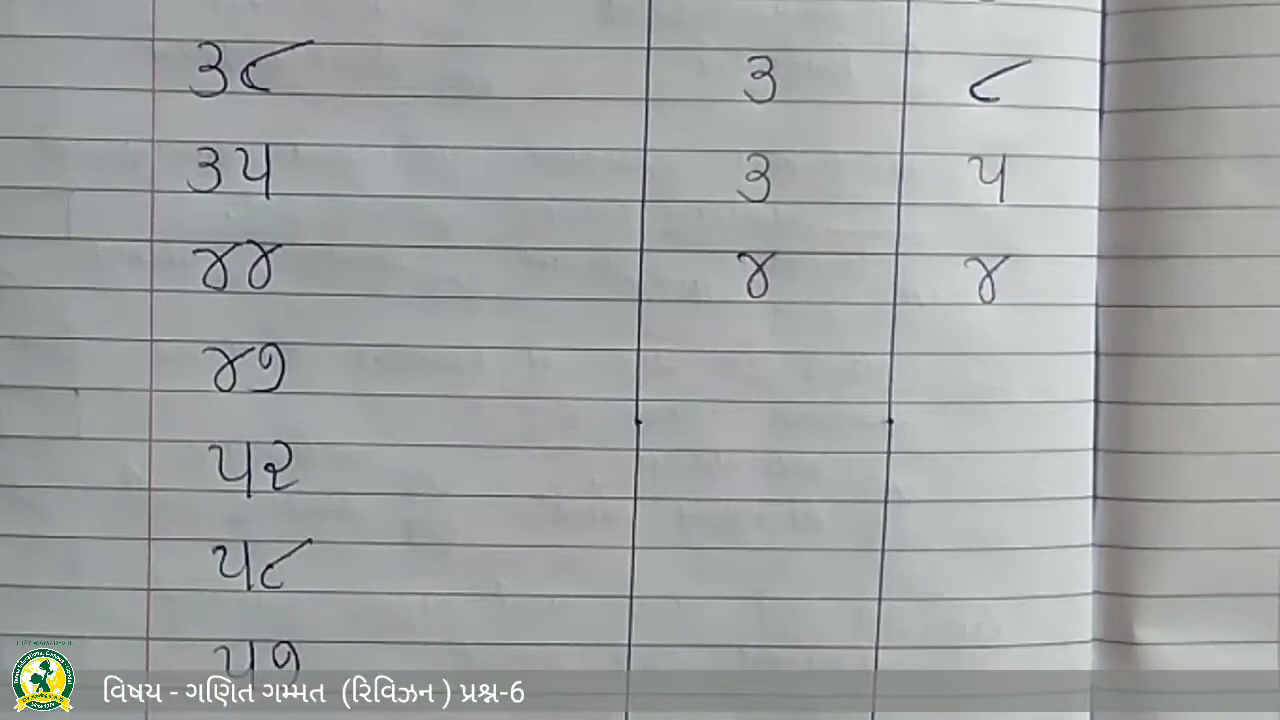 ૩૮ ૩ ૮
૩૫ ૩ ૫
૪૪ ૪ ૪
૪૭
૫૨
૫૮
૫૭
વિષય - ગણિત ગમ્મત (રિવિઝન ) પ્રશ્ન-6